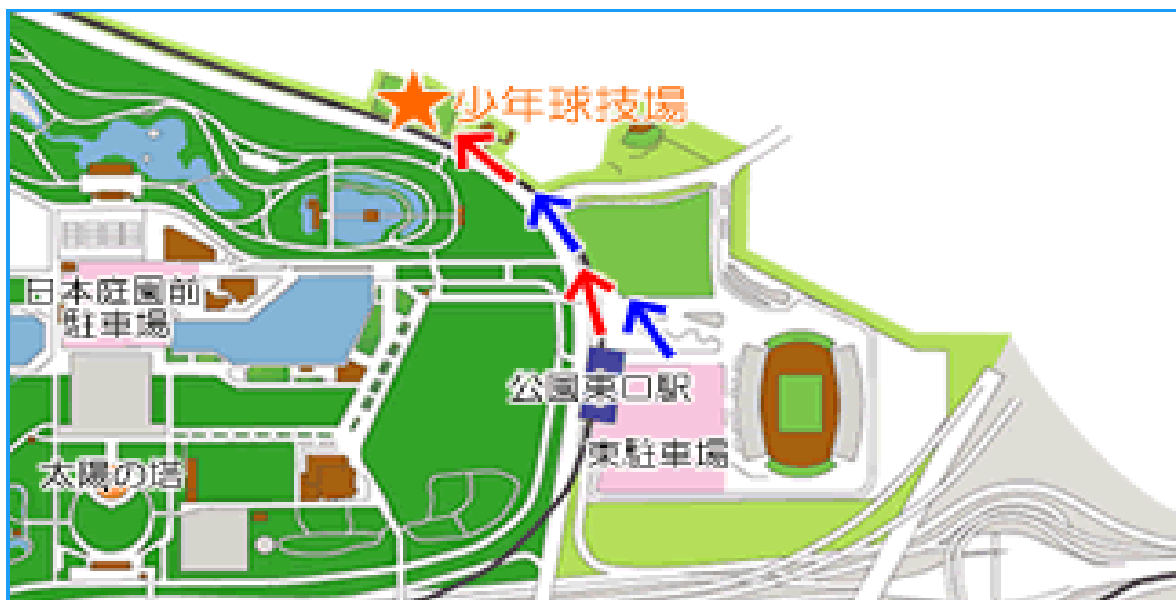 少年球技場
日本庭園前
駐車場
公園東口駅
東駐車場
太陽の塔